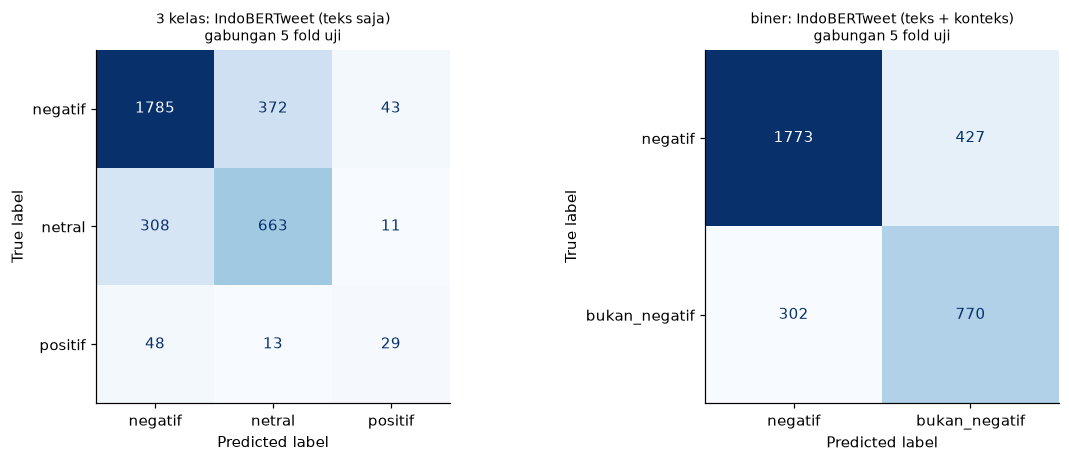 3 kelas: IndoBERTweet (teks saja)
gabungan 5 fold uji
True label
negatif
1785
372
43
netral
308
663
11
positif
48
13
29
negatif
netral
positif
Predicted label
biner: IndoBERTweet (teks + konteks)
gabungan 5 fold uji
True label
negatif
1773
427
bukan_negatif
302
770
negatif
bukan_negatif
Predicted label